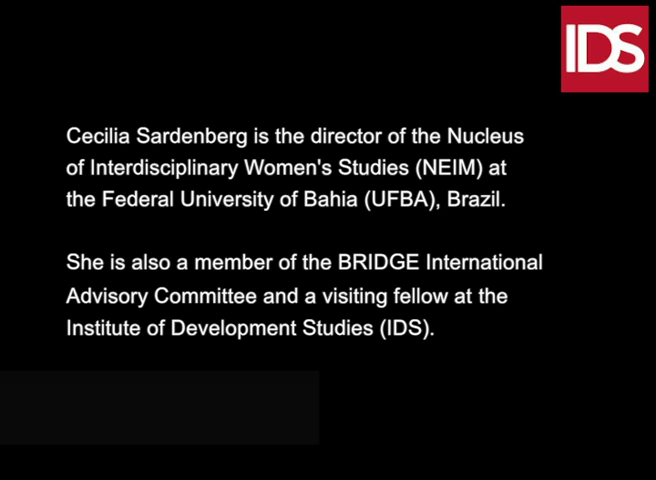 IDS
Cecilia Sardenberg is the director of the Nucleus
of Interdisciplinary Women's Studies (NEIM) at
the Federal University of Bahia (UFBA), Brazil.
She is also a member of the BRIDGE International
Advisory Committee and a visiting fellow at the
Institute of Development Studies (IDS).